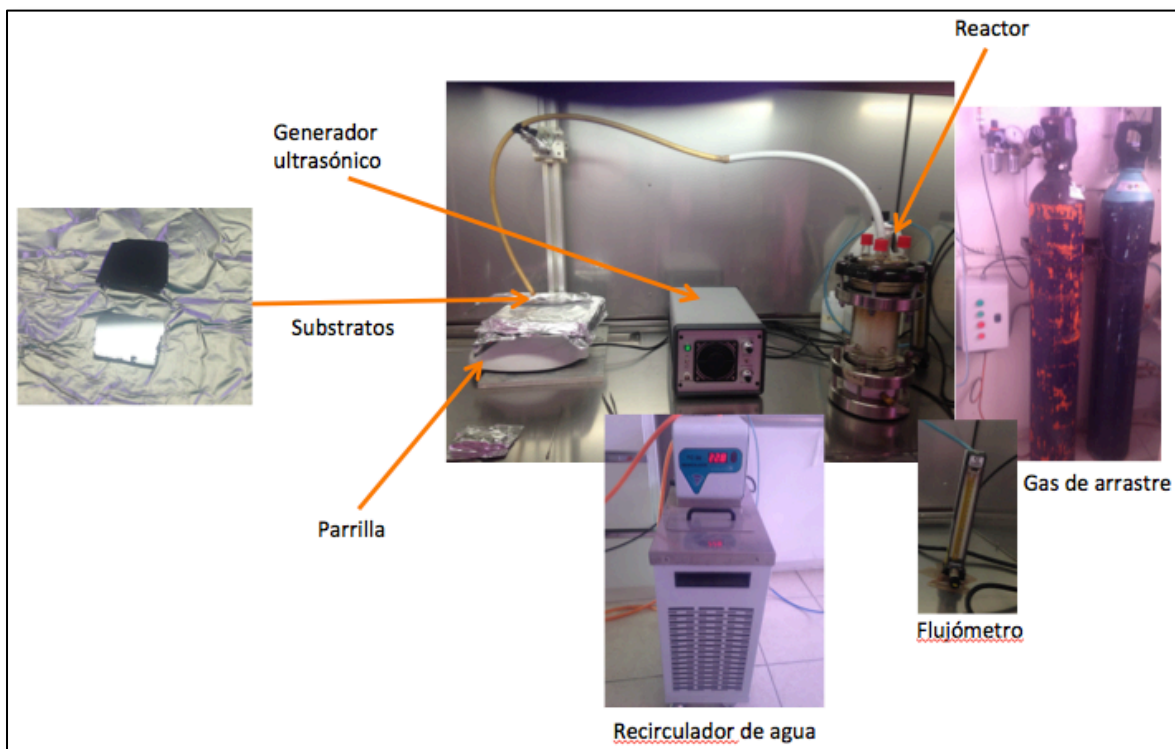 Reactor
Generador
ultrasónico
Substratos
Gas de arrastre
Parrilla
Flujómetro
Recirculador de agua